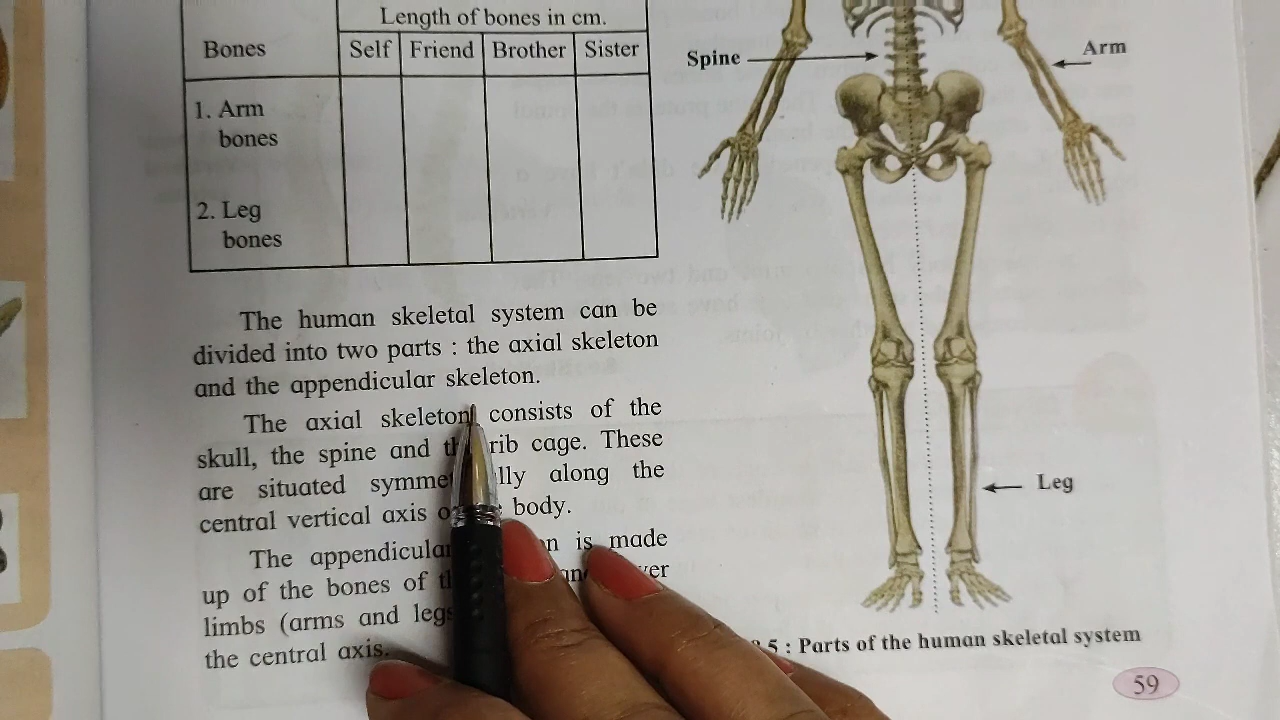 Length of bones in cm.
Bones Self Friend Brother Sister
1. Arm
bones
2. Leg
bones
The human skeletal system can be
divided into two parts : the axial skeleton
and the appendicular skeleton.
The axial skeleton consists of the
skull, the spine and rib cage. These
are situated along the
central vertical axis body.
The appendicular is made
up of the bones of
limbs (arms and legs
the central axis.
Spine
Arm
Leg
5 : Parts of the human skeletal system
59